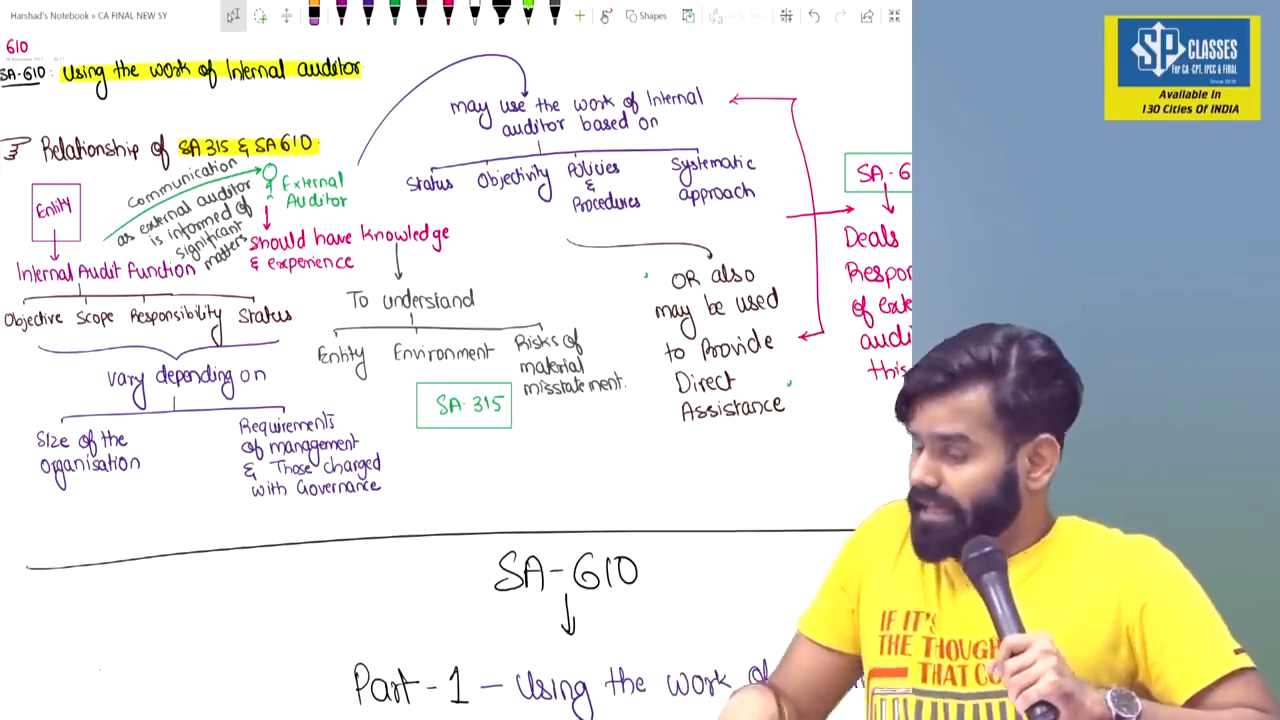 Harshad's Notebook » CA FINAL NEW SY
Shapes
SP CLASSES
For CA-CPT, IPCC & FINAL
Since 2010
Available In
130 Cities Of INDIA
610
SA-610: Using the work of Internal auditor
Relationship of SA 315 & SA 610
Entity
Internal Audit Function
Objective Scope Responsibility Status
vary depending on
Size of the
Organisation
Requirements
of management
& Those charged
with Governance
Communication
as external auditor
is informed of
significant
matters
External
Auditor
should have knowledge
& experience
To understand
Entity Environment Risks of
material
misstatement.
SA-315
may use the work of Internal
auditor based on
Status Objectivity Policies
&
Procedures
Systematic
approach
OR also
may be used
to Provide
Direct
Assistance
SA-6
Deals
Respon
of exte
audi
this
SA-610
Part-1 - Using the work of
IF IT'S
THE THOUGH
THAT CO